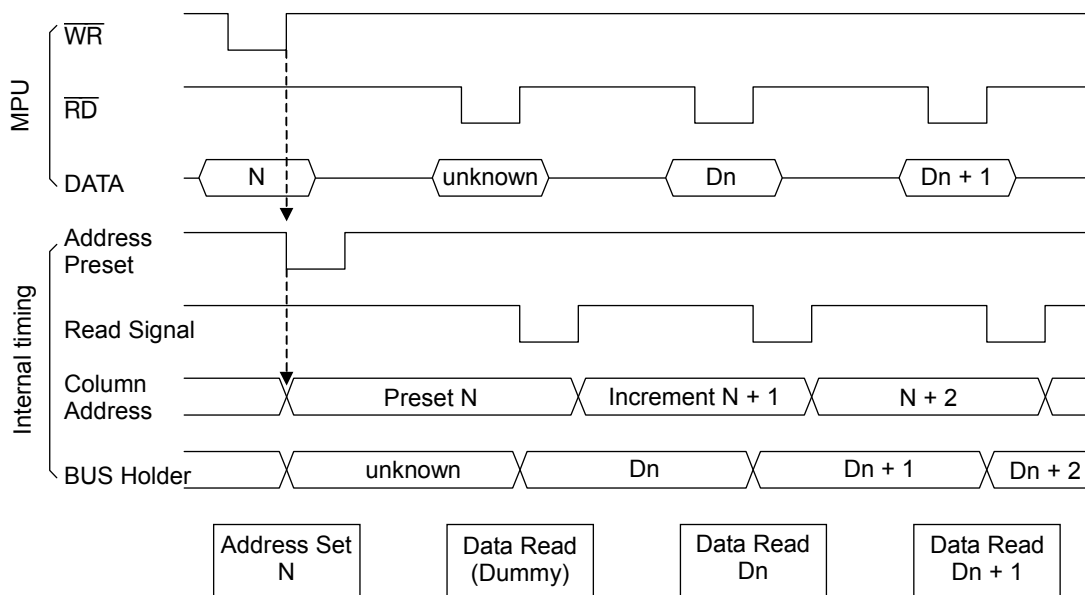 MPU
WR
RD
DATA
N
unknown
Dn
Dn + 1
Internal timing
Address
Preset
Read Signal
Column
Address
Preset N
Increment N + 1
N + 2
BUS Holder
unknown
Dn
Dn + 1
Dn + 2
Address Set
N
Data Read
(Dummy)
Data Read
Dn
Data Read
Dn + 1